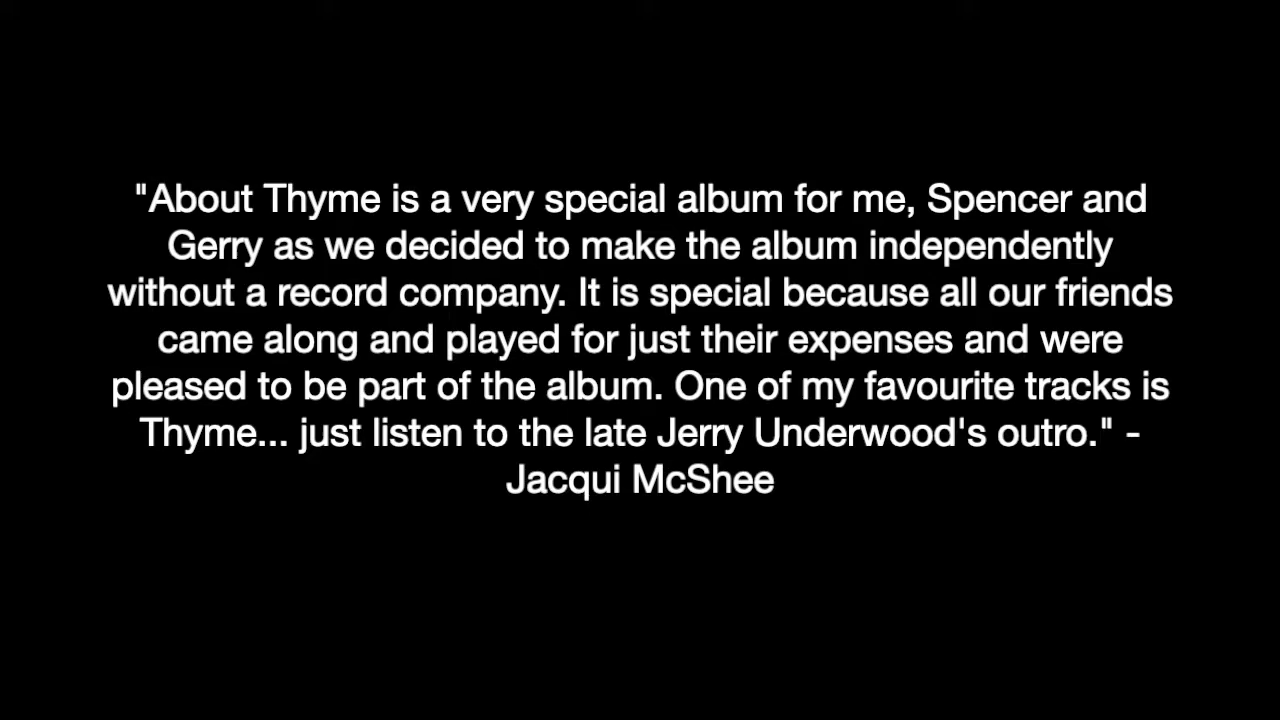 "About Thyme is a very special album for me, Spencer and
Gerry as we decided to make the album independently
without a record company. It is special because all our friends
came along and played for just their expenses and were
pleased to be part of the album. One of my favourite tracks is
Thyme... just listen to the late Jerry Underwood's outro." -
Jacqui McShee